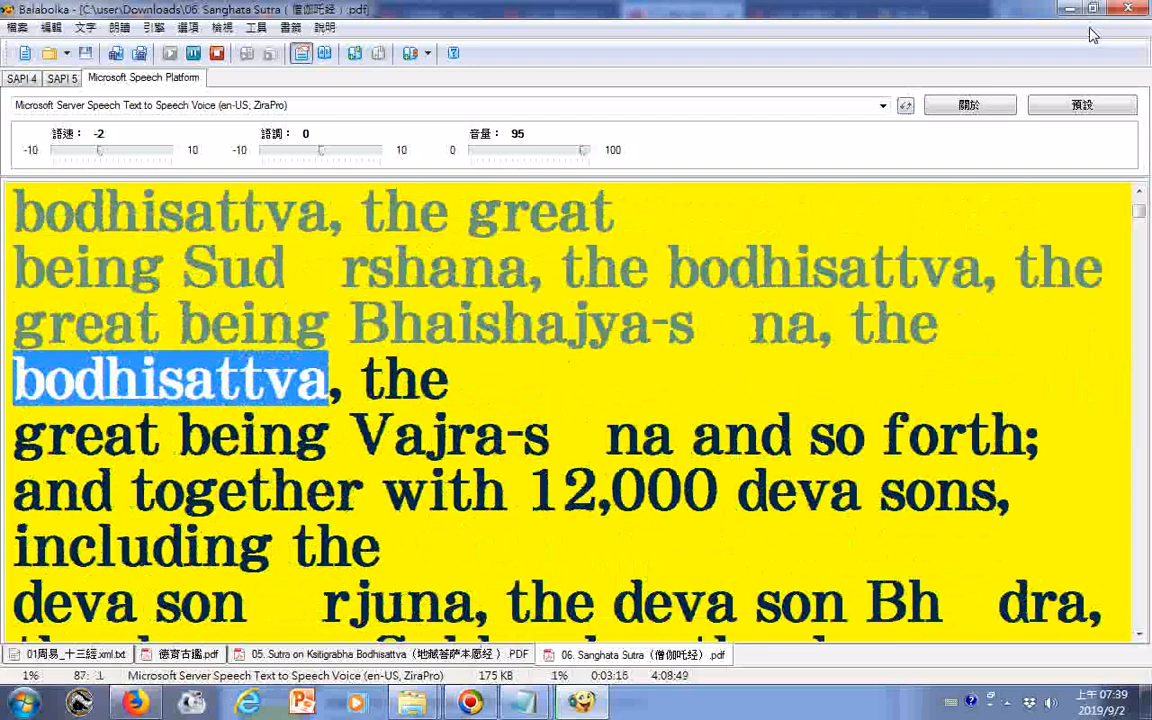 Balabolka - [C:\user\Downloads\06. Sanghata Sutra (僧伽吒经) .pdf]
檔案 編輯 文字 朗讀 引擎 選項 檢視 工具 書籤 說明
SAPI 4 SAPI 5 Microsoft Speech Platform
Microsoft Server Speech Text to Speech Voice (en-US, ZiraPro) 關於 預設
語速： -2 語調： 0 音量： 95
-10 10 -10 10 0 100
bodhisattva, the great
being Sud rshana, the bodhisattva, the
great being Bhaishajya-s na, the
bodhisattva, the
great being Vajra-s na and so forth;
and together with 12,000 deva sons,
including the
deva son rjuna, the deva son Bh dra,
01周易_十三經.xml.txt 德育古鑑.pdf 05. Sutra on Ksitigrabha Bodhisattva (地藏菩萨本愿经) .PDF 06. Sanghata Sutra (僧伽吒经) .pdf
1% 87: 1 Microsoft Server Speech Text to Speech Voice (en-US, ZiraPro) 175 KB 1% 0:03:16 4:08:49
上午 07:39
2019/9/2